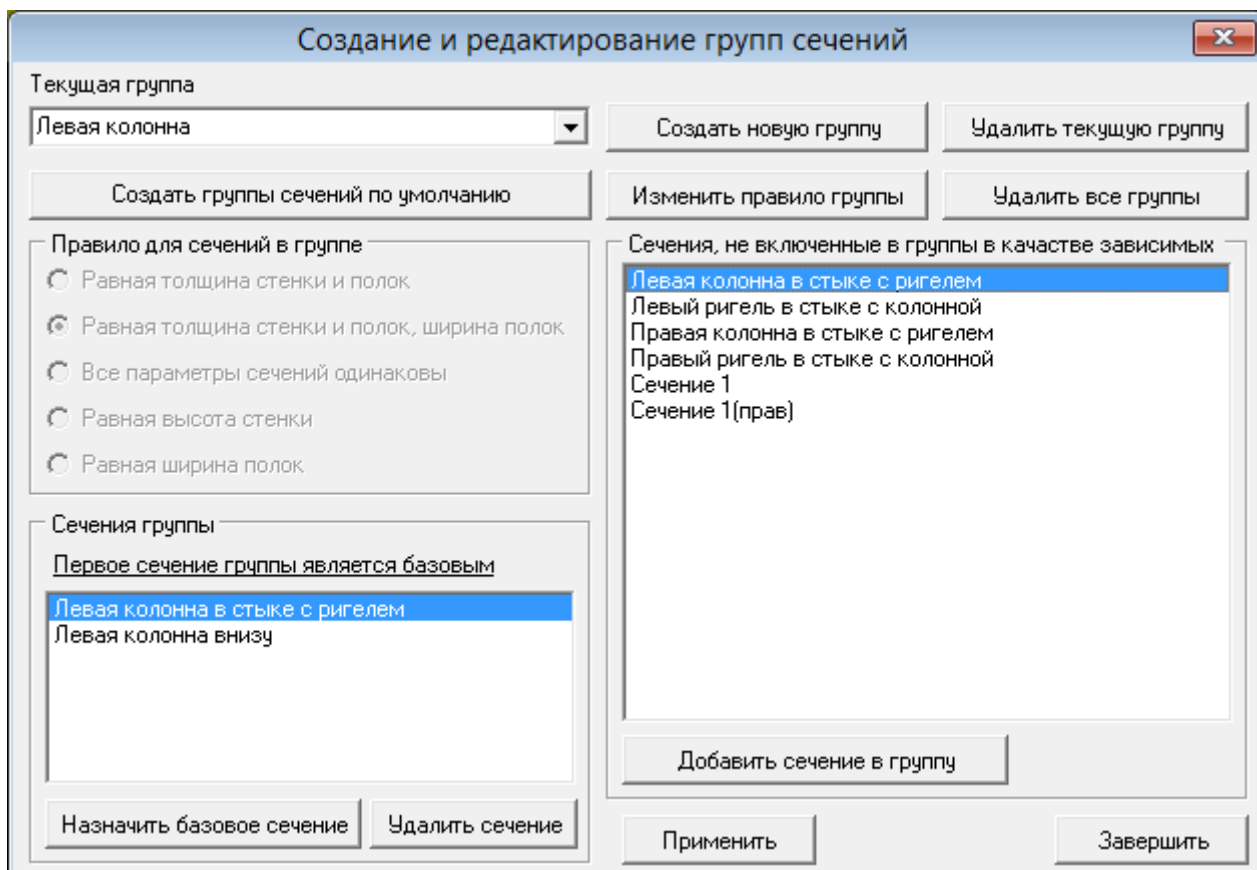 Создание и редактирование групп сечений
Текущая группа
Левая колонна
Создать новую группу
Удалить текущую группу
Создать группы сечений по умолчанию
Изменить правило группы
Удалить все группы
Правило для сечений в группе
Равная толщина стенки и полок
Равная толщина стенки и полок, ширина полок
Все параметры сечений одинаковы
Равная высота стенки
Равная ширина полок
Сечения, не включенные в группы в качастве зависимых
Левая колонна в стыке с ригелем
Левый ригель в стыке с колонной
Правая колонна в стыке с ригелем
Правый ригель в стыке с колонной
Сечение 1
Сечение 1(прав)
Сечения группы
Первое сечение группы является базовым
Левая колонна в стыке с ригелем
Левая колонна внизу
Добавить сечение в группу
Назначить базовое сечение
Удалить сечение
Применить
Завершить